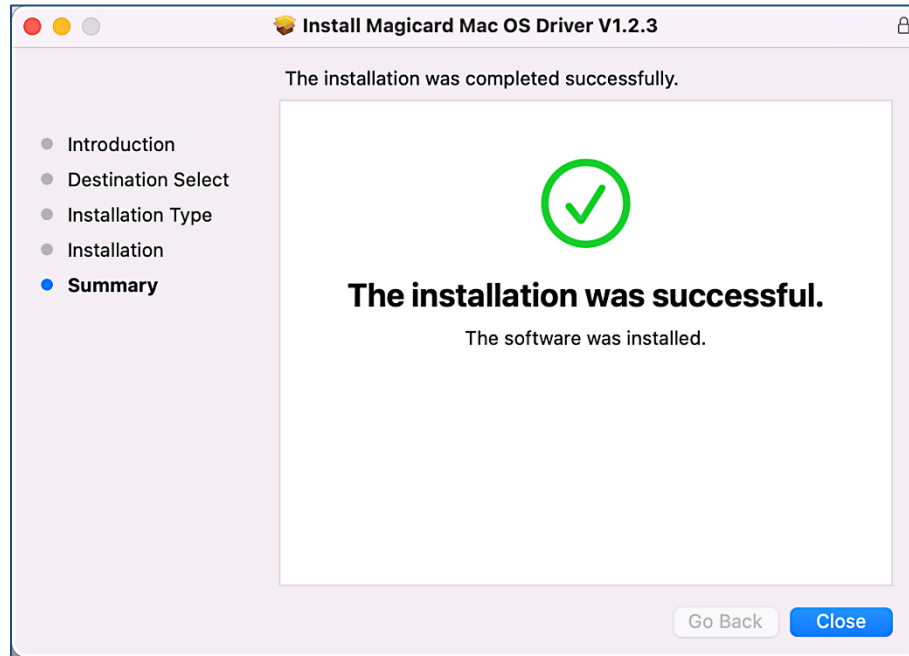 Install Magicard Mac OS Driver V1.2.3
The installation was completed successfully.
Introduction
Destination Select
Installation Type
Installation
Summary
The installation was successful.
The software was installed.
Go Back
Close